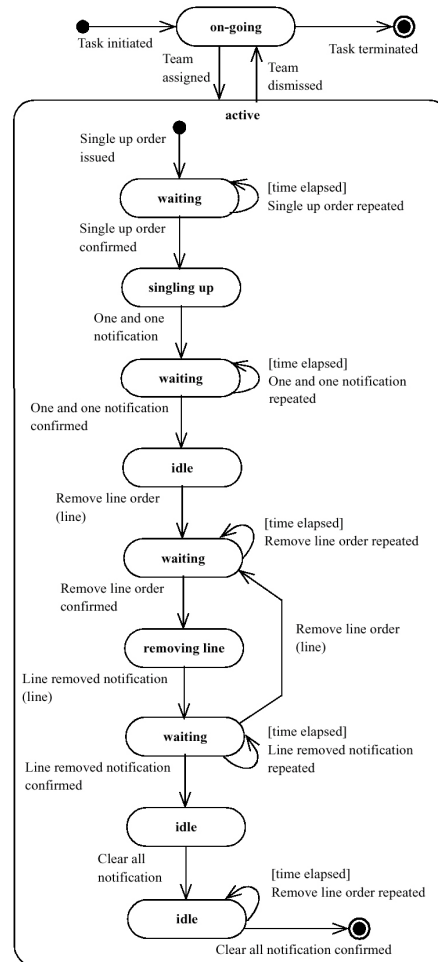 on-going
Task initiated
Task terminated
Team
assigned
Team
dismissed
active
Single up order
issued
waiting
[time elapsed]
Single up order repeated
Single up order
confirmed
singling up
One and one
notification
waiting
[time elapsed]
One and one notification
repeated
One and one notification
confirmed
idle
Remove line order
(line)
[time elapsed]
Remove line order repeated
waiting
Remove line order
confirmed
Remove line order
(line)
removing line
Line removed notification
(line)
waiting
[time elapsed]
Line removed notification
repeated
Line removed notification
confirmed
idle
Clear all
notification
[time elapsed]
Remove line order repeated
idle
Clear all notification confirmed